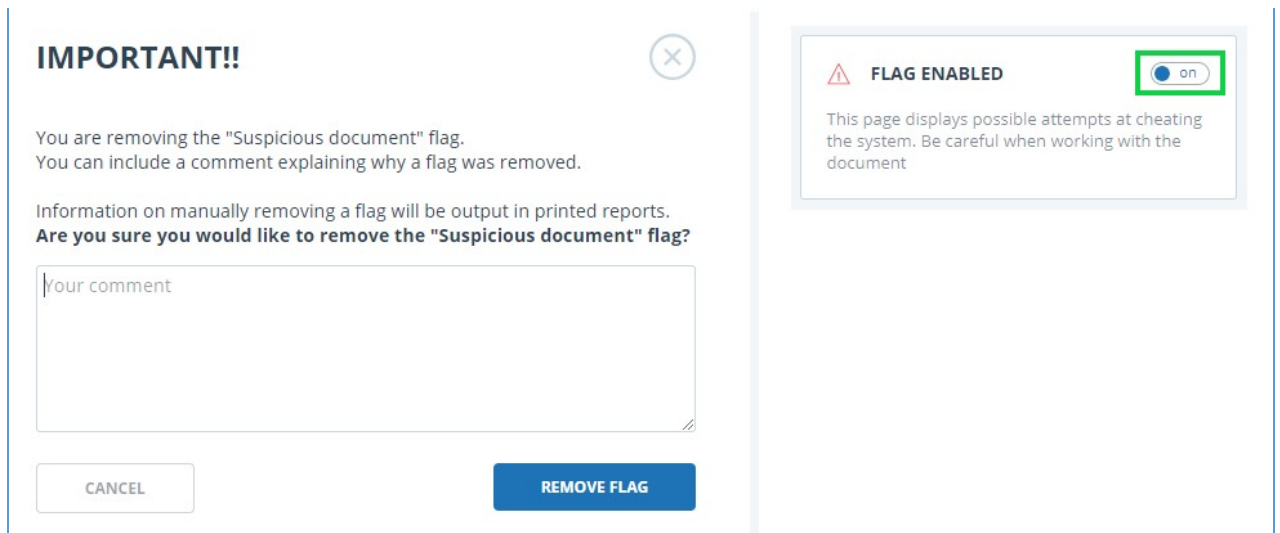 IMPORTANT!!
You are removing the "Suspicious document" flag.
You can include a comment explaining why a flag was removed.
Information on manually removing a flag will be output in printed reports.
Are you sure you would like to remove the "Suspicious document" flag?
Your comment
CANCEL
REMOVE FLAG
FLAG ENABLED
on
This page displays possible attempts at cheating
the system. Be careful when working with the
document